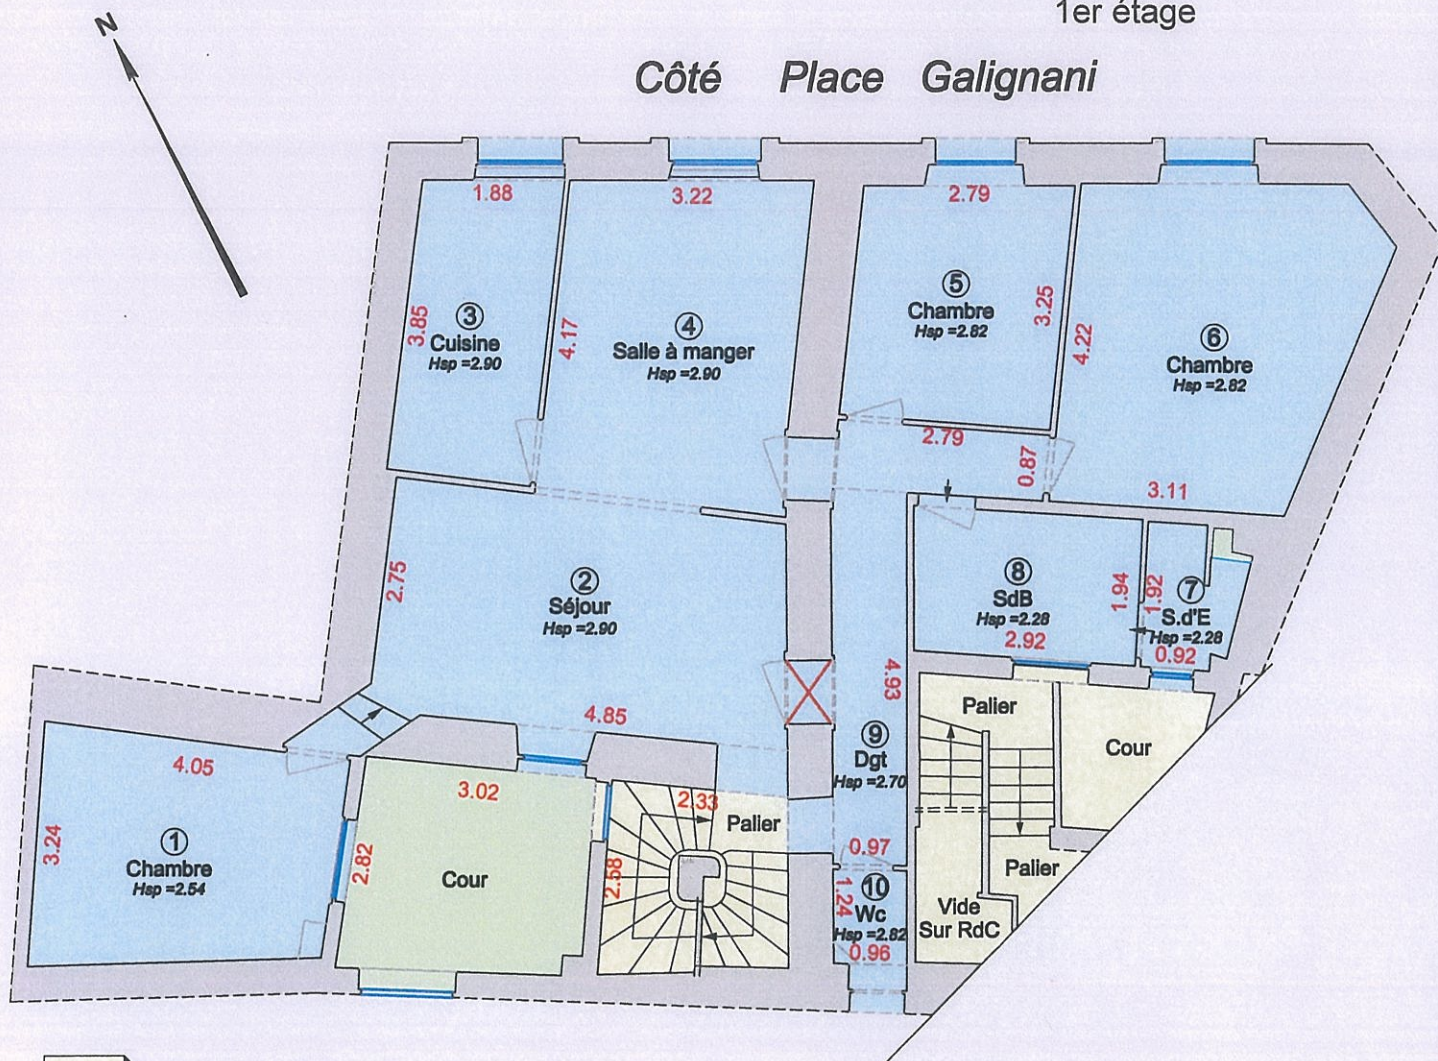 1er étage
N
Côté Place Galignani
1.88
3.22
2.79
3
Cuisine
Hsp =2.90
3.85
4.17
4
Salle à manger
Hsp =2.90
5
Chambre
Hsp =2.82
3.25
4.22
6
Chambre
Hsp =2.82
2.79
0.87
3.11
2.75
2
Séjour
Hsp =2.90
8
SdB
Hsp =2.28
2.92
1.94
1.92
7
S.d'E
Hsp =2.28
0.92
4.85
4.93
Palier
Cour
9
Dgt
Hsp =2.70
4.05
3.24
1
Chambre
Hsp =2.54
3.02
2.82
Cour
2.33
Palier
2.58
0.97
10
Wc
Hsp =2.82
1.24
0.96
Palier
Vide
Sur RdC